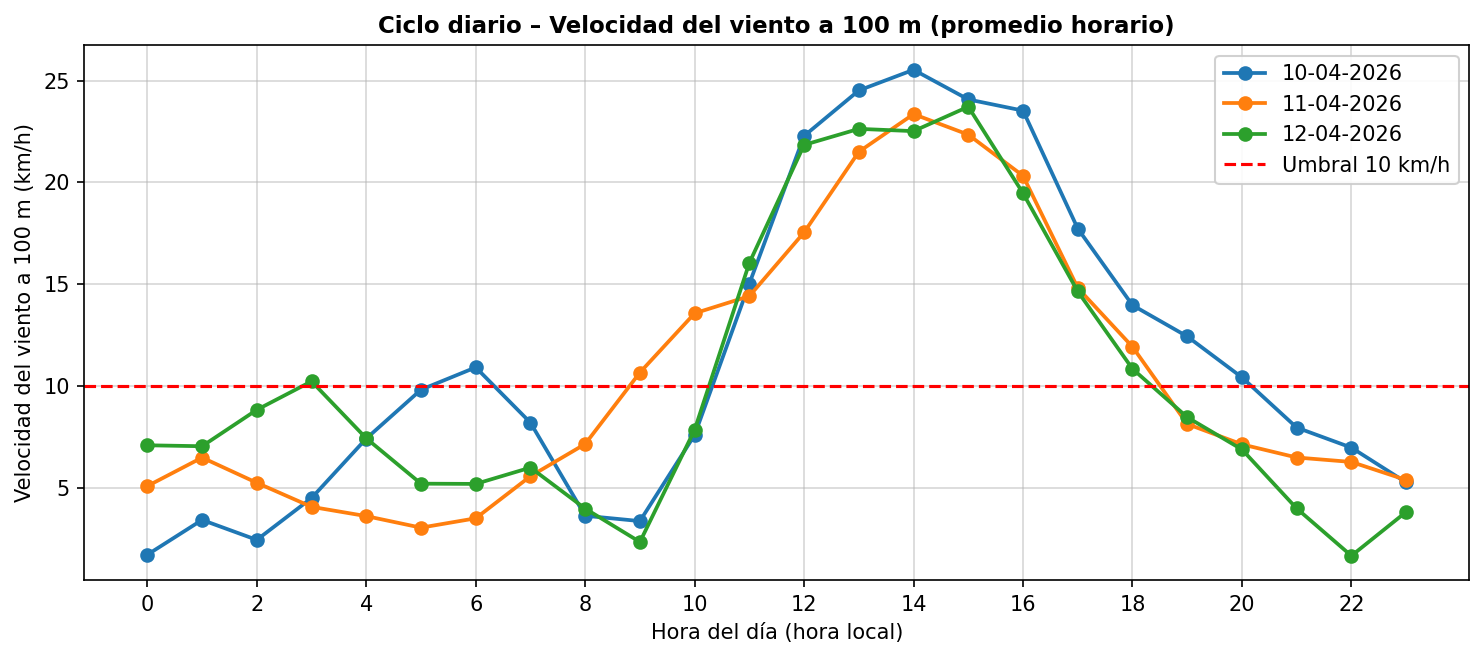 Ciclo diario – Velocidad del viento a 100 m (promedio horario)
Velocidad del viento a 100 m (km/h)
25
20
15
10
5
10-04-2026
11-04-2026
12-04-2026
Umbral 10 km/h
0 2 4 6 8 10 12 14 16 18 20 22
Hora del día (hora local)